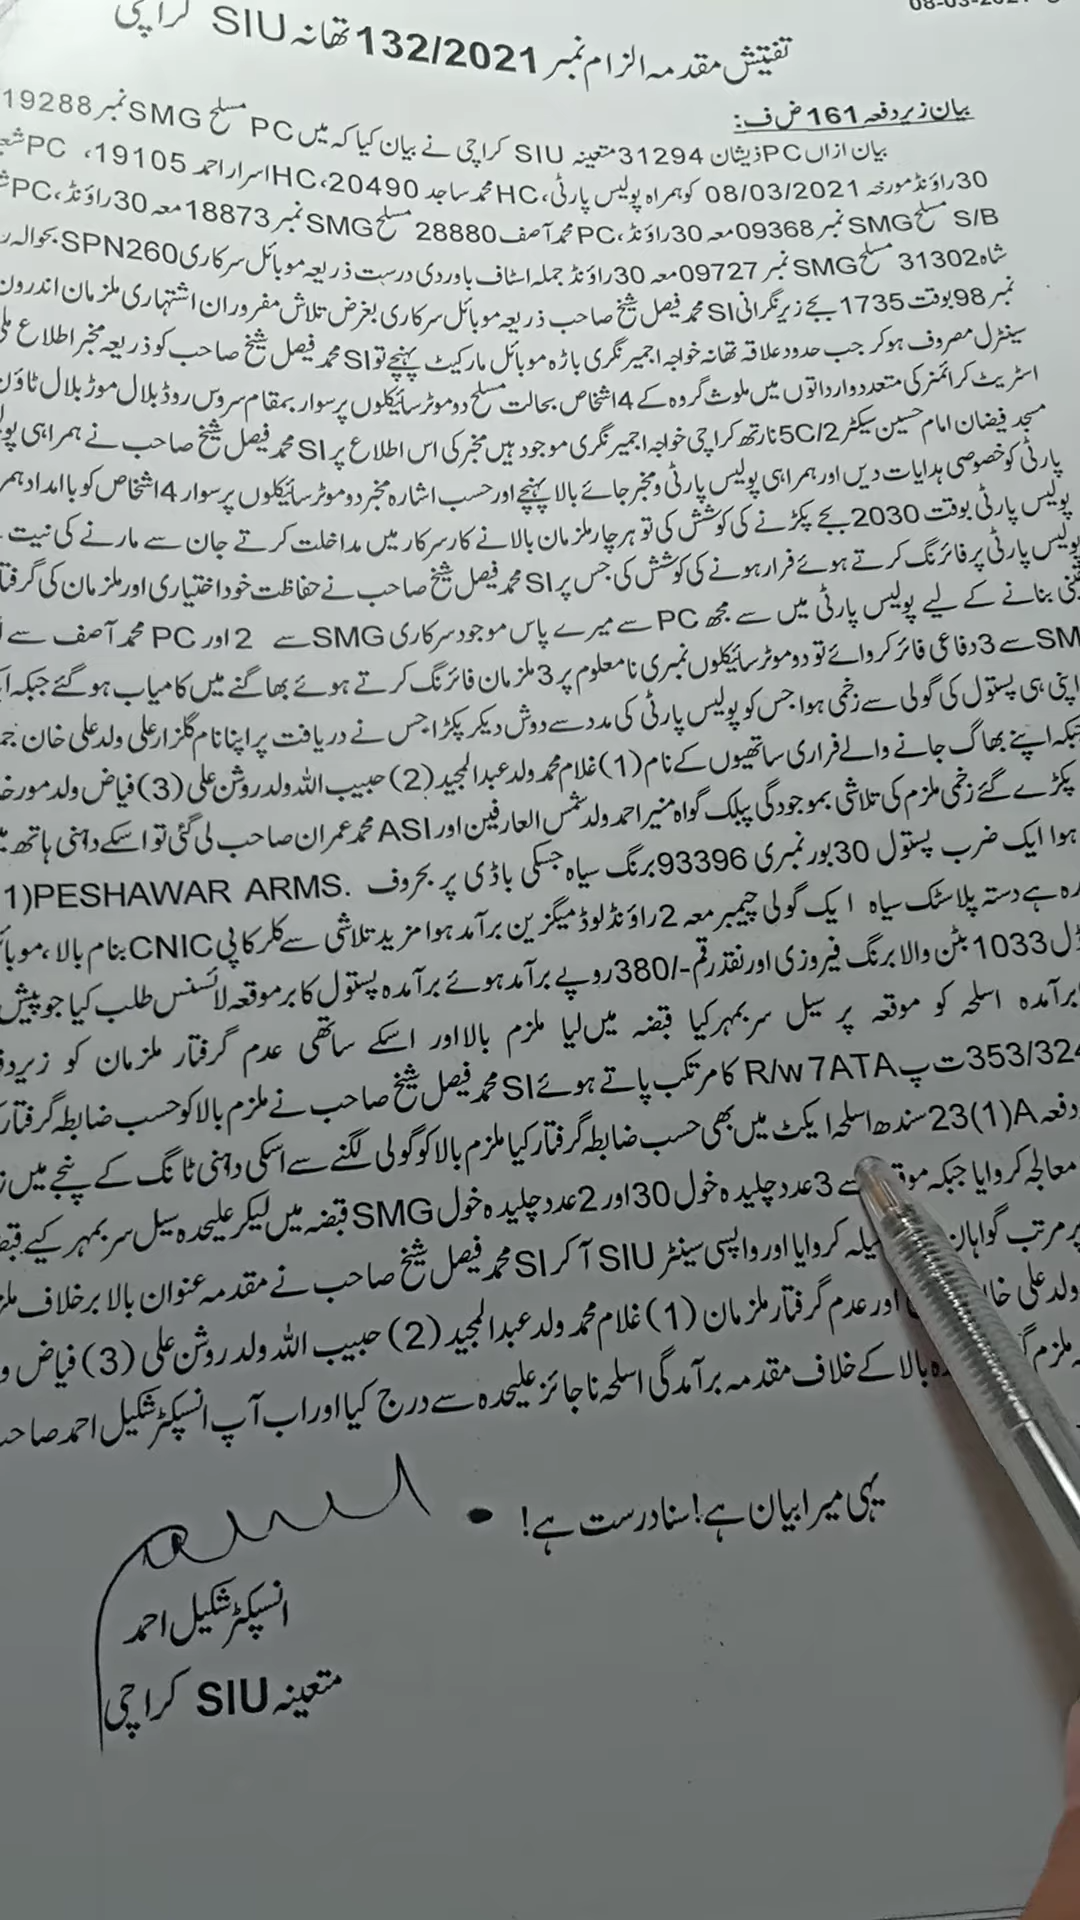 08-03-2021
تفتیش مقدمہ الزام نمبر 132/2021 تھانہ SIU کراچی
بیان زیر دفعہ 161 ض ف:
بیان ازاں PC ذیشان 31294 متعینہ SIU کراچی نے بیان کیا کہ میں PC مسلح SMG نمبر 19288
30 راؤنڈ مورخہ 08/03/2021 کو ہمراہ پولیس پارٹی، HC محمد ساجد 20490، HC اسرار احمد 19105، PC
S/B مسلح SMG نمبر 09368 معہ 30 راؤنڈ، PC محمد آصف 28880 مسلح SMG نمبر 18873 معہ 30 راؤنڈ، PC
شاہ 31302 مسلح SMG نمبر 09727 معہ 30 راؤنڈ جملہ اسٹاف باوردی درست ذریعہ موبائل سرکاری SPN260 بحوالہ
نمبر 98 بوقت 1735 بجے زیر نگرانی SI محمد فیصل شیخ صاحب ذریعہ موبائل سرکاری بغرض تلاش مفروران اشتہاری ملزمان اندرون
سینٹرل مصروف ہو کر جب حدود علاقہ تھانہ خواجہ اجمیر نگری باڑہ موبائل مارکیٹ پہنچے تو SI محمد فیصل شیخ صاحب کو ذریعہ مخبر اطلاع ملی
اسٹریٹ کرائمنر کی متعدد وارداتوں میں ملوث گروہ کے 4 اشخاص بحالت مسلح دو موٹر سائیکلوں پر سوار بمقام سروس روڈ بلال موڑ بلال ٹاؤن
مسجد فیضان امام حسین سیکٹر 5C/2 نارتھ کراچی خواجہ اجمیر نگری موجود ہیں مخبر کی اس اطلاع پر SI محمد فیصل شیخ صاحب نے ہمراہی
پارٹی کو خصوصی ہدایات دیں اور ہمراہی پولیس پارٹی و مخبر جائے بالا پہنچے اور حسب اشارہ مخبر دو موٹر سائیکلوں پر سوار 4 اشخاص کو باامداد
پولیس پارٹی بوقت 2030 بجے پکڑنے کی کوشش کی تو ہر چار ملزمان بالا نے کار سرکار میں مداخلت کرتے جان سے مارنے کی نیت
پولیس پارٹی پر فائرنگ کرتے ہوئے فرار ہونے کی کوشش کی جس پر SI محمد فیصل شیخ صاحب نے حفاظت خود اختیاری اور ملزمان کی
بنانے کے لیے پولیس پارٹی میں سے مجھ PC سے میرے پاس موجود سرکاری SMG سے 2 اور PC محمد آصف سے
سے 3 دفاعی فائر کروائے تو دو موٹر سائیکلوں نمبری نامعلوم پر 3 ملزمان فائرنگ کرتے ہوئے بھاگنے میں کامیاب ہو گئے جبکہ
اپنی ہی پستول کی گولی سے زخمی ہوا جس کو پولیس پارٹی کی مدد سے دوش دیکر پکڑا جس نے دریافت پر اپنا نام گلزار علی ولد علی خان
جبکہ اپنے بھاگ جانے والے فراری ساتھیوں کے نام (1) غلام محمد ولد عبدالمجید (2) حبیب اللہ ولد روشن علی (3) فیاض ولد
پکڑے گئے زخمی ملزم کی تلاشی بموجودگی پبلک گواہ منیر احمد ولد شمس العارفین اور ASI محمد عمران صاحب لی گئی تو اسکے داہنی ہاتھ
ہوا ایک ضرب پستول 30 بور نمبری 93396 برنگ سیاہ جسکی باڈی پر بحروف PESHAWAR ARMS.
ہے دستہ پلاسٹک سیاہ ایک گولی چیمبر معہ 2 راؤنڈ لوڈ میگزین برآمد ہوا مزید تلاشی سے کلر کاپی CNIC بنام بالا،
1033 بٹن والا برنگ فیروزی اور نقد رقم -/380 روپے برآمد ہوئے برآمدہ پستول کا بر موقعہ لائسنس طلب کیا جو پیش
برآمدہ اسلحہ کو موقعہ پر سیل سر بمہر کیا قبضہ میں لیا ملزم بالا اور اسکے ساتھی عدم گرفتار ملزمان کو
353/324 ت پ R/w 7ATA کا مرتکب پاتے ہوئے SI محمد فیصل شیخ صاحب نے ملزم بالا کو حسب ضابطہ گرفتار
دفعہ 23(1)A سندھ اسلحہ ایکٹ میں بھی حسب ضابطہ گرفتار کیا ملزم بالا کو گولی لگنے سے اسکی داہنی ٹانگ کے پنجے میں
معالجہ کروایا جبکہ سے 3 عدد چلیدہ خول 30 اور 2 عدد چلیدہ خول SMG قبضہ میں لیکر علیحدہ سیل سر بمہر کیے
مرتب گواہان کروایا اور واپسی سینٹر SIU آ کر SI محمد فیصل شیخ صاحب نے مقدمہ عنوان بالا بر خلاف
ولد علی اور عدم گرفتار ملزمان (1) غلام محمد ولد عبدالمجید (2) حبیب اللہ ولد روشن علی (3) فیاض
ملزم بالا کے خلاف مقدمہ برآمدگی اسلحہ ناجائز علیحدہ سے درج کیا اور اب آپ انسپکٹر شکیل احمد
یہی میرا بیان ہے! سنا درست ہے!
انسپکٹر شکیل احمد
متعینہ SIU کراچی